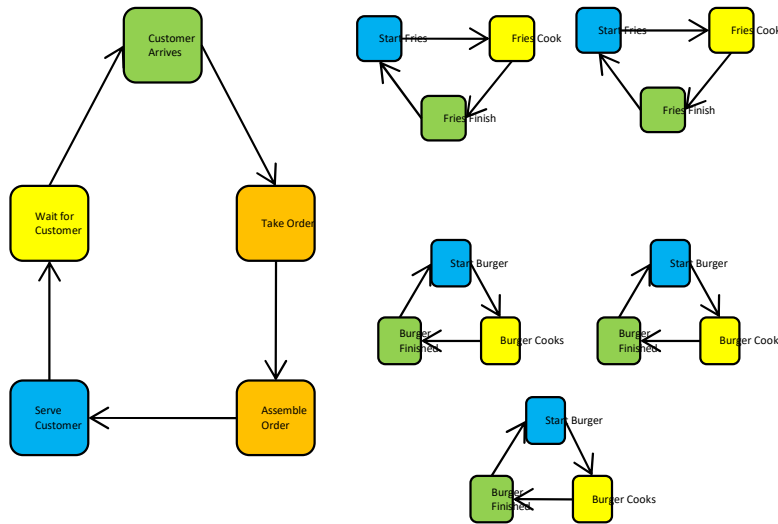 Customer
Arrives
Take Order
Assemble
Order
Serve
Customer
Wait for
Customer
Start Fries
Fries Cook
Fries Finish
Start Fries
Fries Cook
Fries Finish
Start Burger
Burger Cooks
Burger
Finished
Start Burger
Burger Cook
Burger
Finished
Start Burger
Burger Cooks
Burger
Finished